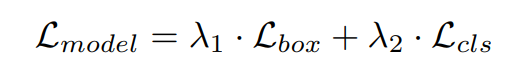 ℒ_model = λ₁ · ℒ_box + λ₂ · ℒ_cls